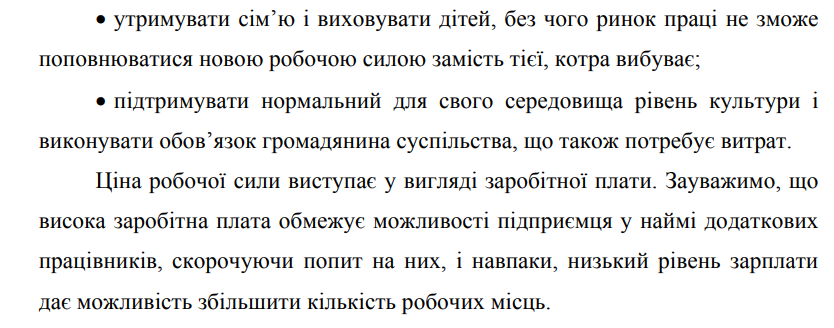 • утримувати сім’ю і виховувати дітей, без чого ринок праці не зможе
поповнюватися новою робочою силою замість тієї, котра вибуває;
• підтримувати нормальний для свого середовища рівень культури і
виконувати обов’язок громадянина суспільства, що також потребує витрат.
Ціна робочої сили виступає у вигляді заробітної плати. Зауважимо, що
висока заробітна плата обмежує можливості підприємця у наймі додаткових
працівників, скорочуючи попит на них, і навпаки, низький рівень зарплати
дає можливість збільшити кількість робочих місць.